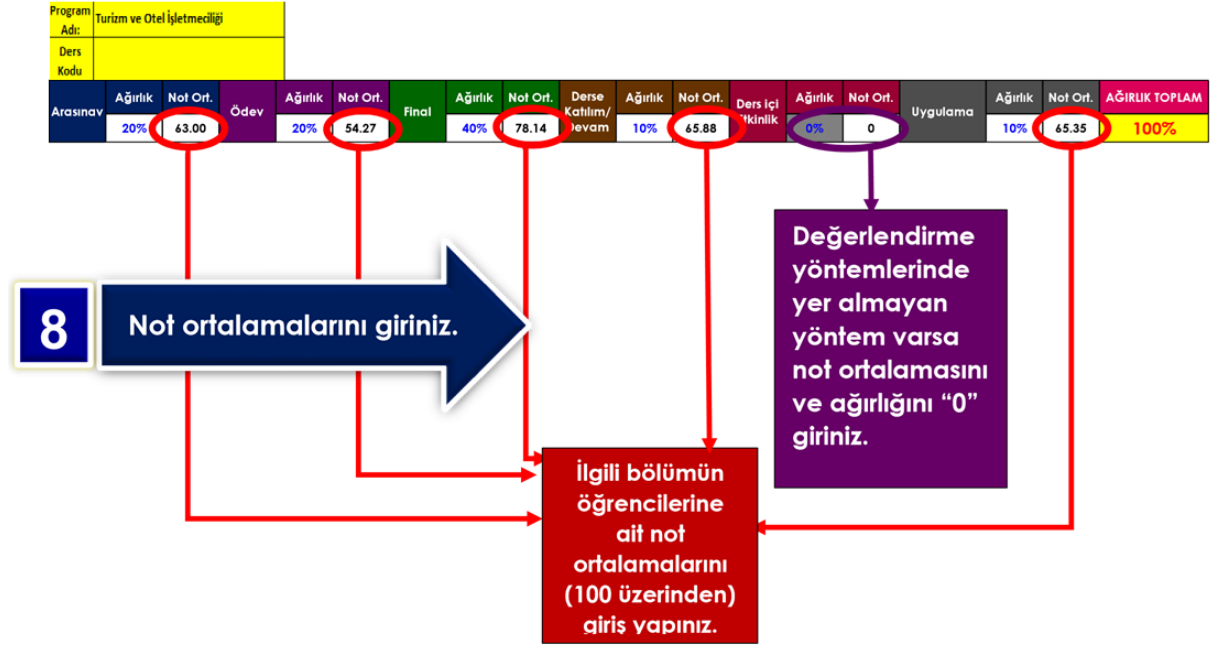 Program Adı: Turizm ve Otel İşletmeciliği
Ders Kodu
Arasınav Ağırlık Not Ort. Ödev Ağırlık Not Ort. Final Ağırlık Not Ort. Derse Katılım/ Devam Ağırlık Not Ort. Ders içi Etkinlik Ağırlık Not Ort. Uygulama Ağırlık Not Ort. AĞIRLIK TOPLAM
20% 63.00 20% 54.27 40% 78.14 10% 65.88 0% 0 10% 65.35 100%
8 Not ortalamalarını giriniz.
Değerlendirme
yöntemlerinde
yer almayan
yöntem varsa
not ortalamasını
ve ağırlığını “0”
giriniz.
İlgili bölümün
öğrencilerine
ait not
ortalamalarını
(100 üzerinden)
giriş yapınız.